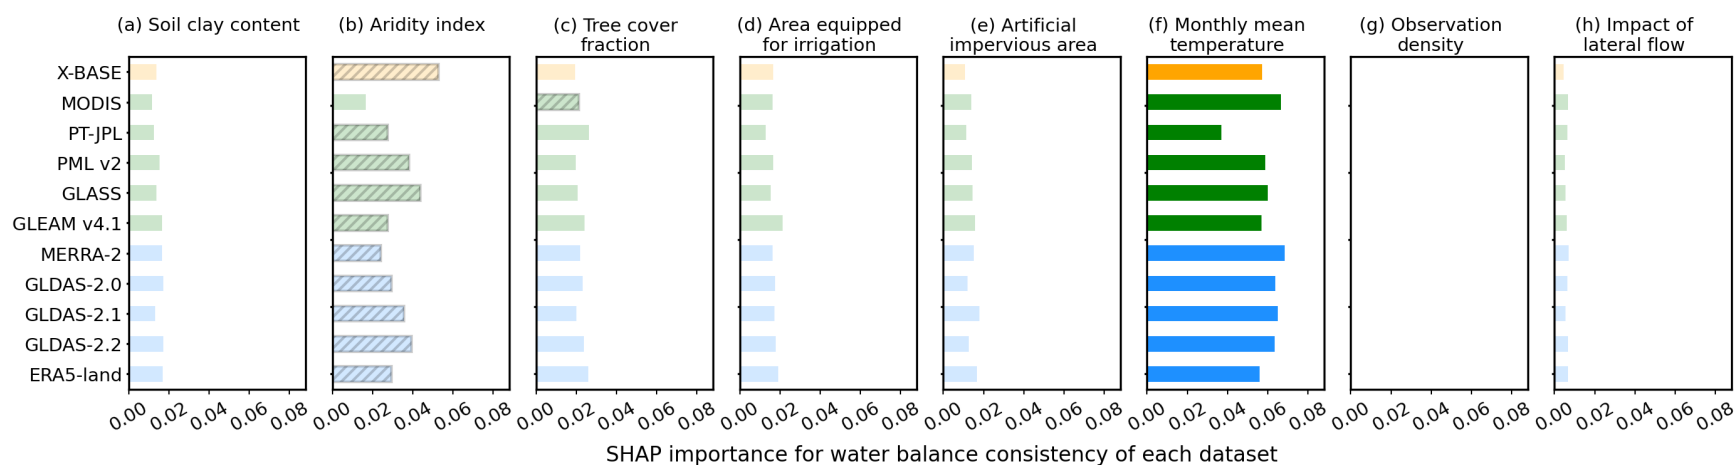 (a) Soil clay content
(b) Aridity index
(c) Tree cover
fraction
(d) Area equipped
for irrigation
(e) Artificial
impervious area
(f) Monthly mean
temperature
(g) Observation
density
(h) Impact of
lateral flow
X-BASE
MODIS
PT-JPL
PML v2
GLASS
GLEAM v4.1
MERRA-2
GLDAS-2.0
GLDAS-2.1
GLDAS-2.2
ERA5-land
0.00 0.02 0.04 0.06 0.08
0.00 0.02 0.04 0.06 0.08
0.00 0.02 0.04 0.06 0.08
0.00 0.02 0.04 0.06 0.08
0.00 0.02 0.04 0.06 0.08
0.00 0.02 0.04 0.06 0.08
0.00 0.02 0.04 0.06 0.08
0.00 0.02 0.04 0.06 0.08
SHAP importance for water balance consistency of each dataset